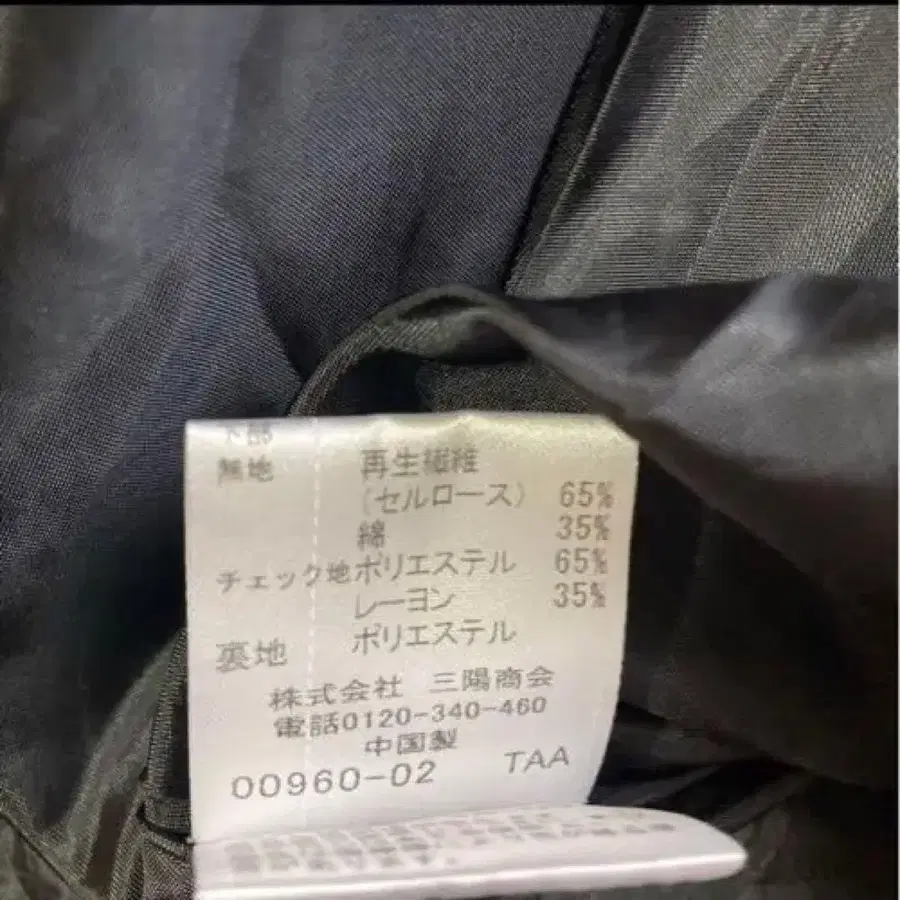 下部
無地 再生繊維
(セルロース) 65%
綿 35%
チェック地 ポリエステル 65%
レーヨン 35%
裏地 ポリエステル
株式会社 三陽商会
電話0120-340-460
中国製
00960-02 TAA